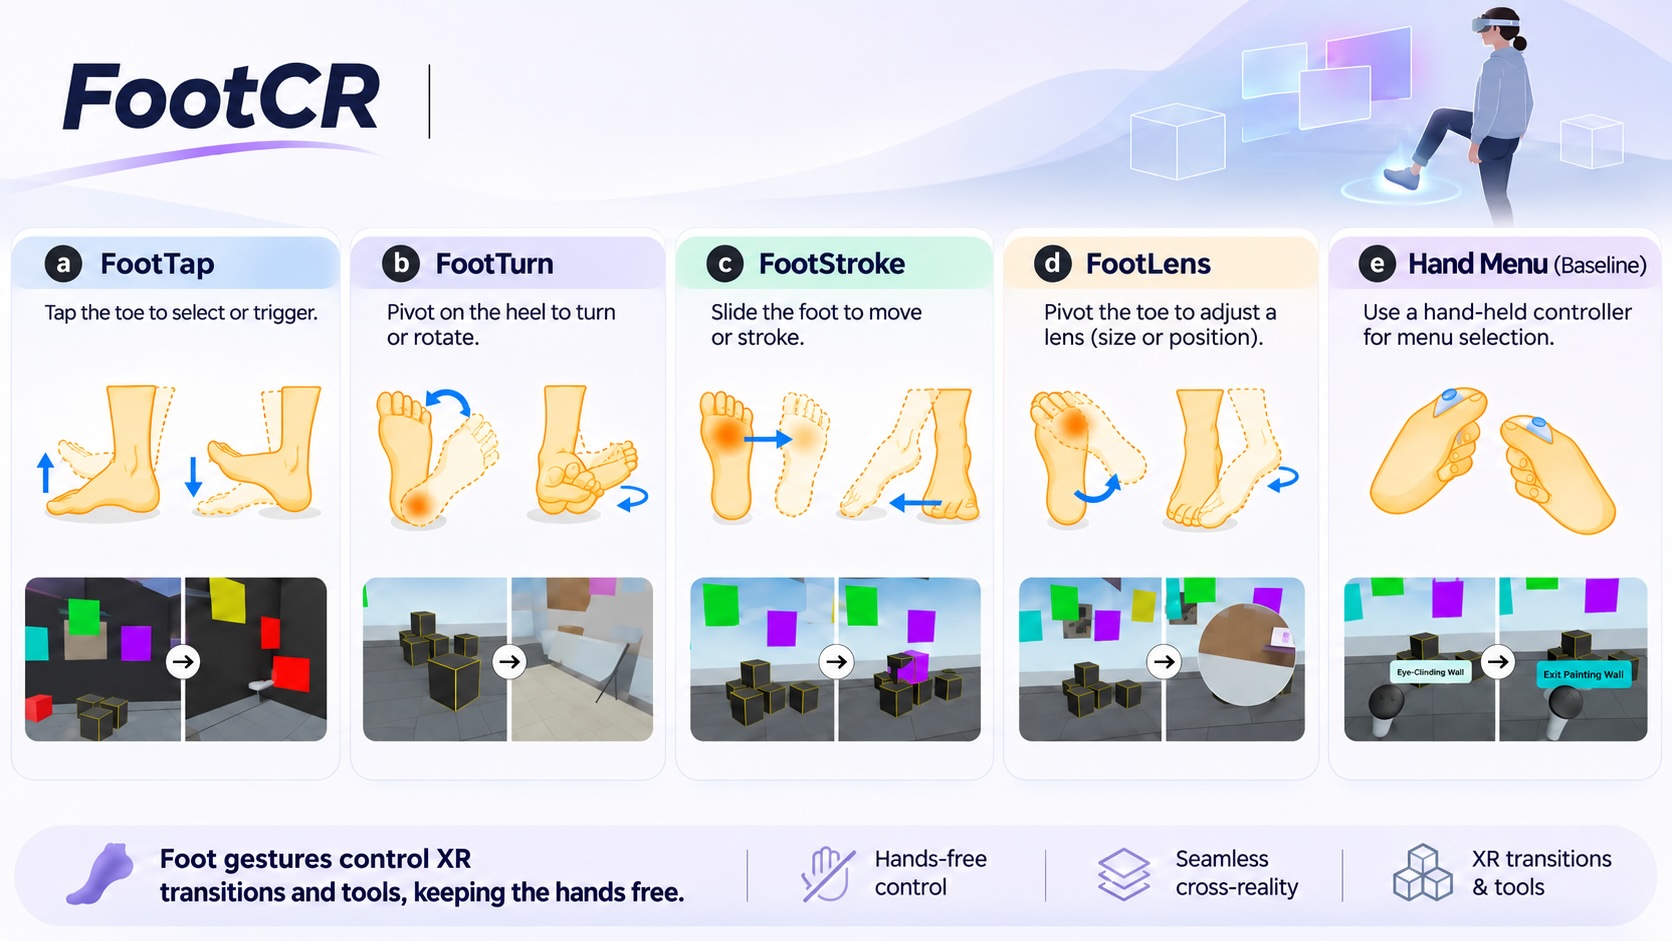 FootCR
a FootTap
Tap the toe to select or trigger.
b FootTurn
Pivot on the heel to turn
or rotate.
c FootStroke
Slide the foot to move
or stroke.
d FootLens
Pivot the toe to adjust a
lens (size or position).
e Hand Menu (Baseline)
Use a hand-held controller
for menu selection.
Eye-Clinding Wall
Exit Painting Wall
Foot gestures control XR
transitions and tools, keeping the hands free.
Hands-free
control
Seamless
cross-reality
XR transitions
& tools